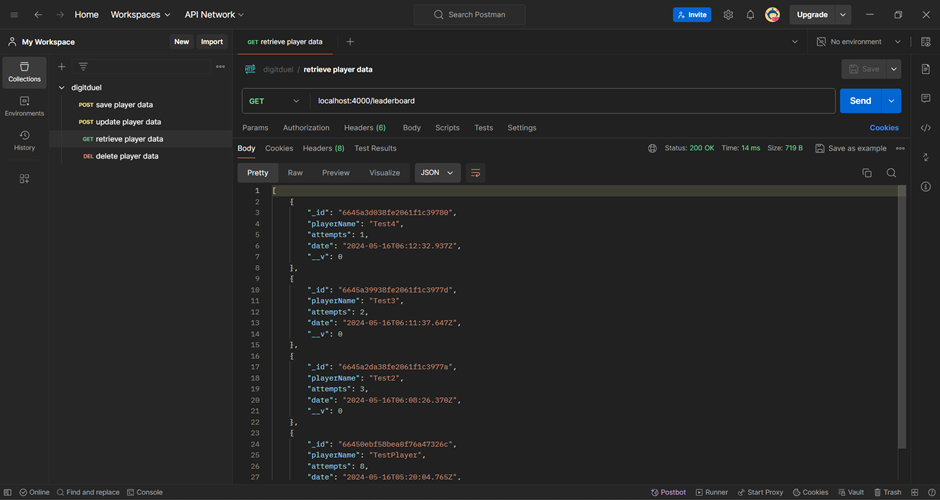 Home Workspaces API Network Search Postman Invite Upgrade
My Workspace New Import GET retrieve player data No environment
Collections
Environments
History
digitduel
POST save player data
POST update player data
GET retrieve player data
DEL delete player data
digitduel / retrieve player data Save
GET localhost:4000/leaderboard Send
Params Authorization Headers (6) Body Scripts Tests Settings Cookies
Body Cookies Headers (8) Test Results Status: 200 OK Time: 14 ms Size: 719 B Save as example
Pretty Raw Preview Visualize JSON
1 [
2 {
3 "_id": "6645a3d038fe2061f1c39780",
4 "playerName": "Test4",
5 "attempts": 1,
6 "date": "2024-05-16T06:12:32.937Z",
7 "__v": 0
8 },
9 {
10 "_id": "6645a39938fe2061f1c3977d",
11 "playerName": "Test3",
12 "attempts": 2,
13 "date": "2024-05-16T06:11:37.647Z",
14 "__v": 0
15 },
16 {
17 "_id": "6645a2da38fe2061f1c3977a",
18 "playerName": "Test2",
19 "attempts": 3,
20 "date": "2024-05-16T06:08:26.370Z",
21 "__v": 0
22 },
23 {
24 "_id": "66450ebf58bea0f76a47326c",
25 "playerName": "TestPlayer",
26 "attempts": 8,
27 "date": "2024-05-16T05:20:04.765Z",
Online Find and replace Console Postbot Runner Start Proxy Cookies Vault Trash